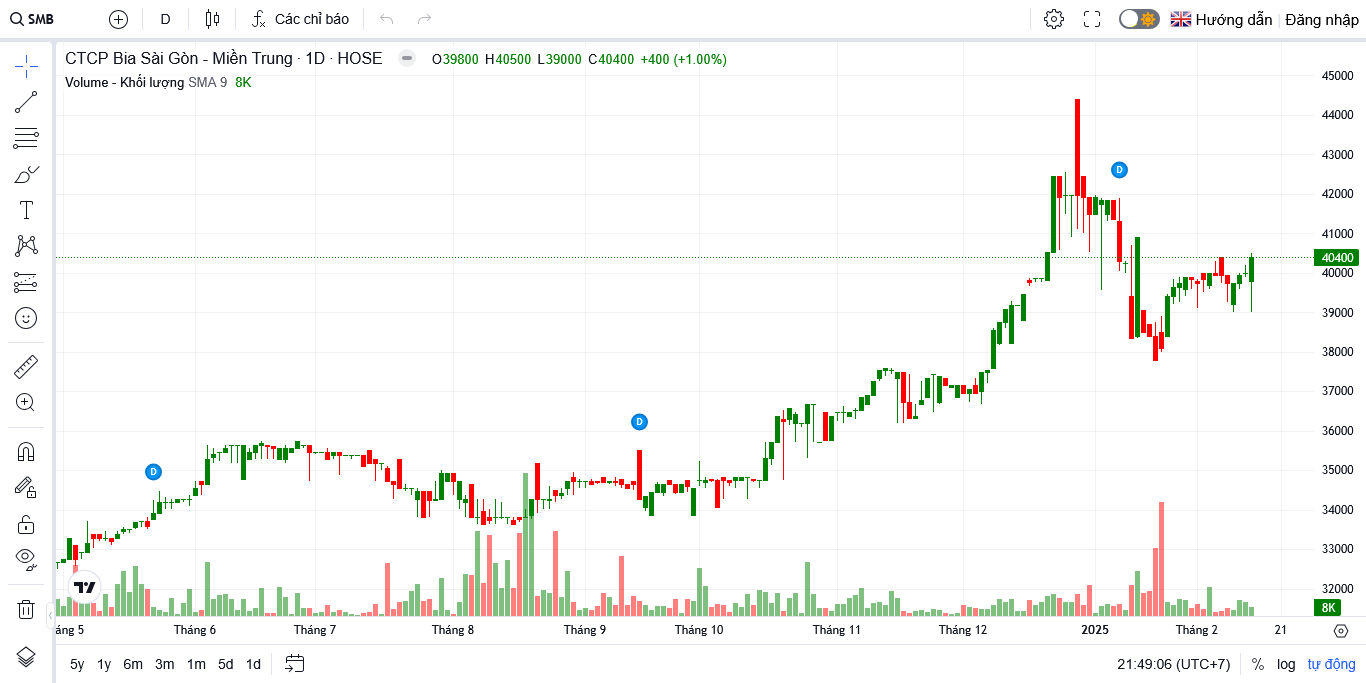 SMB D Các chỉ báo Hướng dẫn Đăng nhập
CTCP Bia Sài Gòn - Miền Trung · 1D · HOSE O39800 H40500 L39000 C40400 +400 (+1.00%)
Volume - Khối lượng SMA 9 8K
45000
44000
43000
D
42000
41000
40400
40000
39000
38000
37000
36000
D
35000
D
34000
33000
32000
8K
áng 5 Tháng 6 Tháng 7 Tháng 8 Tháng 9 Tháng 10 Tháng 11 Tháng 12 2025 Tháng 2 21
5y 1y 6m 3m 1m 5d 1d 21:49:06 (UTC+7) % log tự động